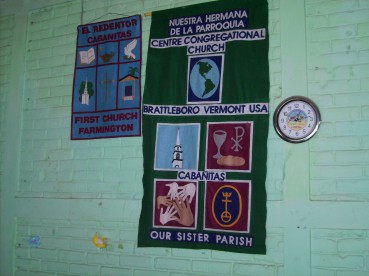 EL REDENTOR
CABAÑITAS
FIRST CHURCH
FARMINGTON
NUESTRA HERMANA
DE LA PARROQUIA
CENTRE CONGREGATIONAL
CHURCH
BRATTLEBORO VERMONT USA
CABAÑITAS
OUR SISTER PARISH